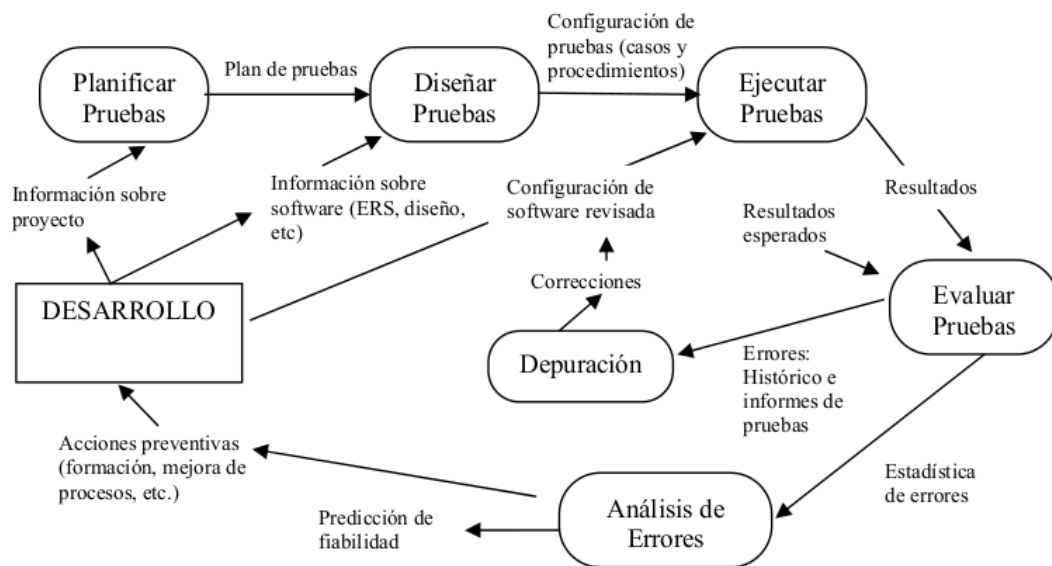 Planificar
Pruebas
Plan de pruebas
Diseñar
Pruebas
Configuración de
pruebas (casos y
procedimientos)
Ejecutar
Pruebas
Información sobre
proyecto
Información sobre
software (ERS, diseño,
etc)
Configuración de
software revisada
Resultados
Resultados
esperados
DESARROLLO
Correcciones
Evaluar
Pruebas
Depuración
Errores:
Histórico e
informes de
pruebas
Acciones preventivas
(formación, mejora de
procesos, etc.)
Estadística
de errores
Predicción de
fiabilidad
Análisis de
Errores